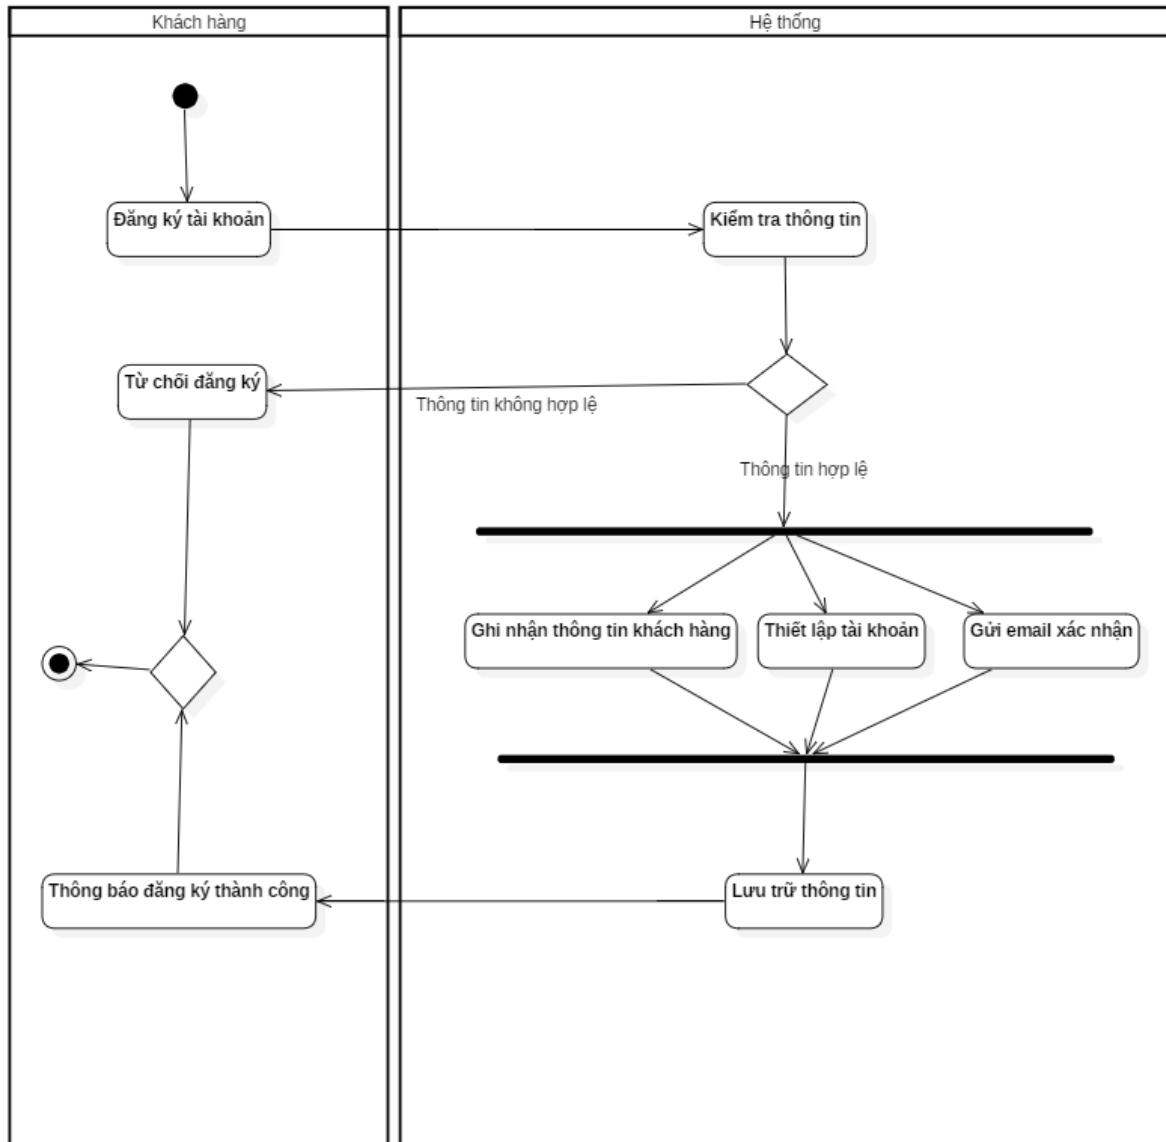 Khách hàng
Hệ thống
Đăng ký tài khoản
Kiểm tra thông tin
Từ chối đăng ký
Thông tin không hợp lệ
Thông tin hợp lệ
Ghi nhận thông tin khách hàng
Thiết lập tài khoản
Gửi email xác nhận
Thông báo đăng ký thành công
Lưu trữ thông tin